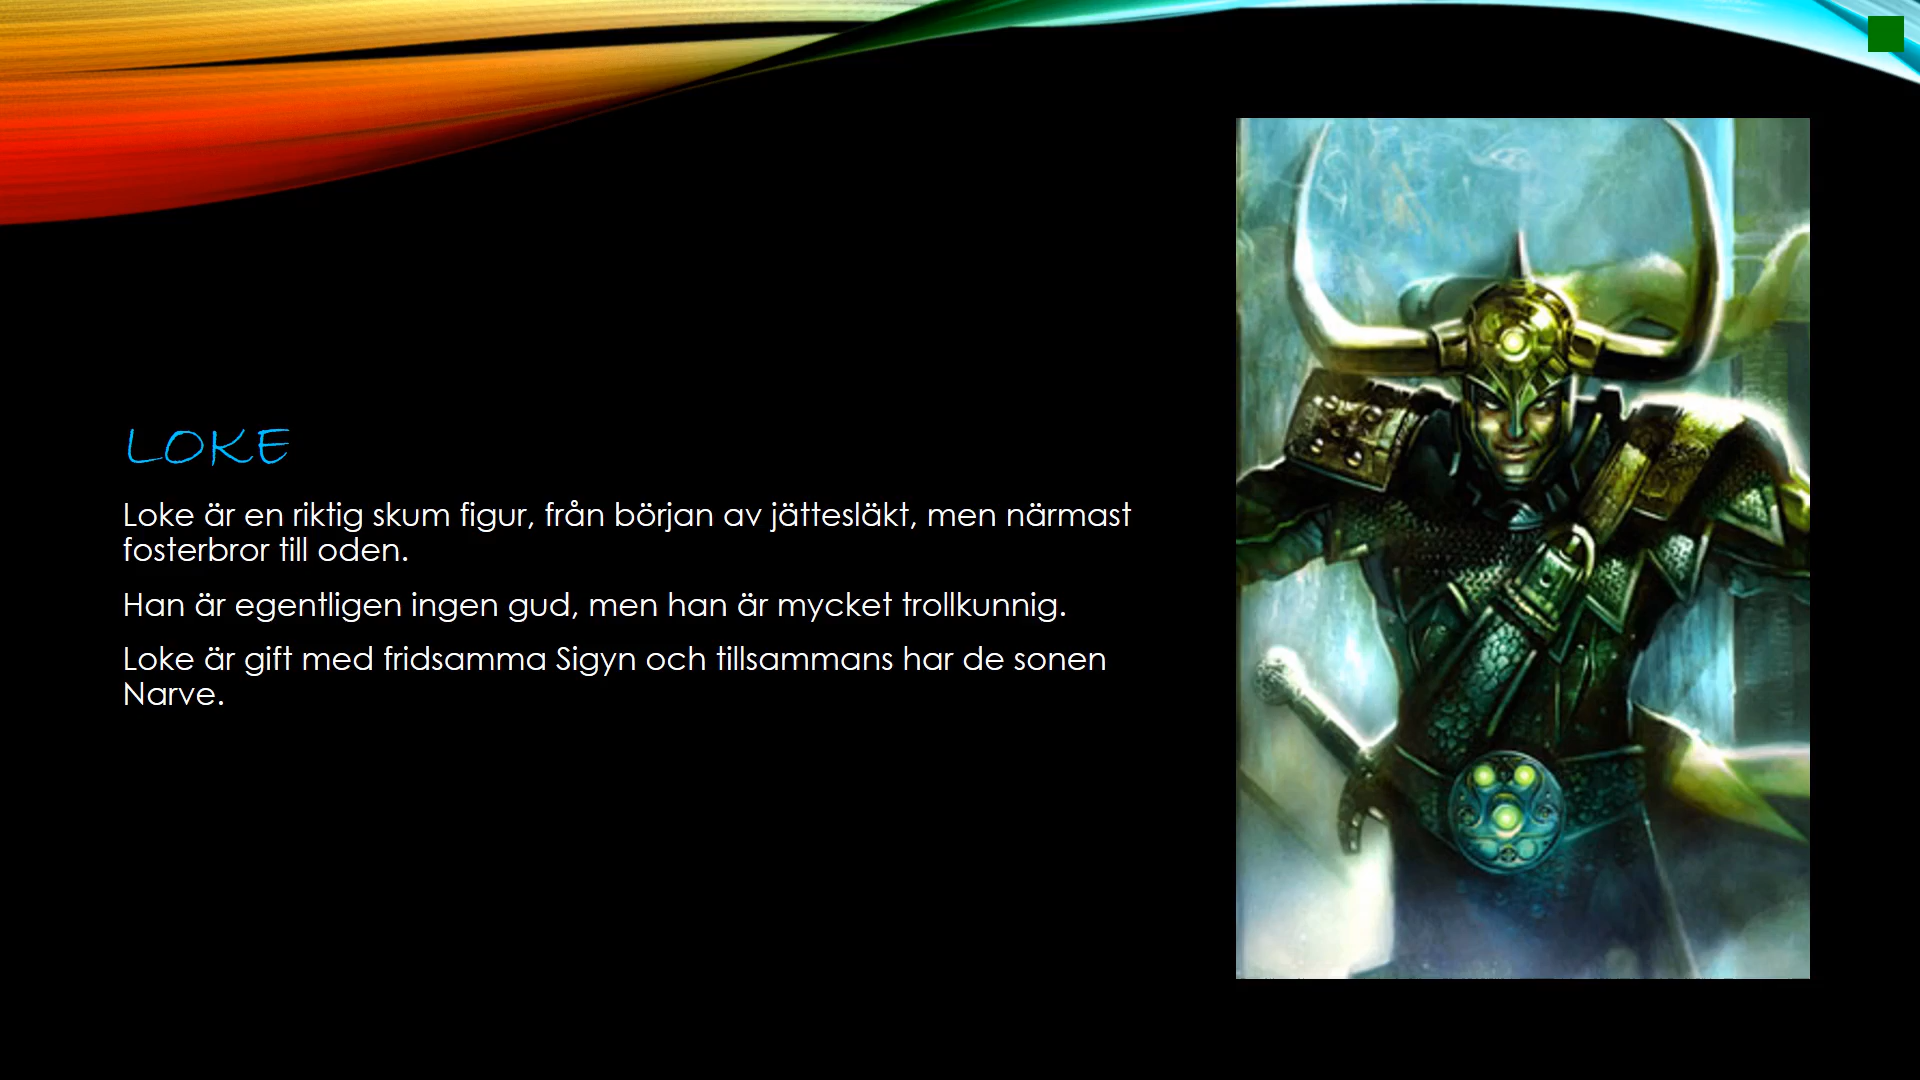 LOKE
Loke är en riktig skum figur, från början av jättesläkt, men närmast
fosterbror till oden.
Han är egentligen ingen gud, men han är mycket trollkunnig.
Loke är gift med fridsamma Sigyn och tillsammans har de sonen
Narve.